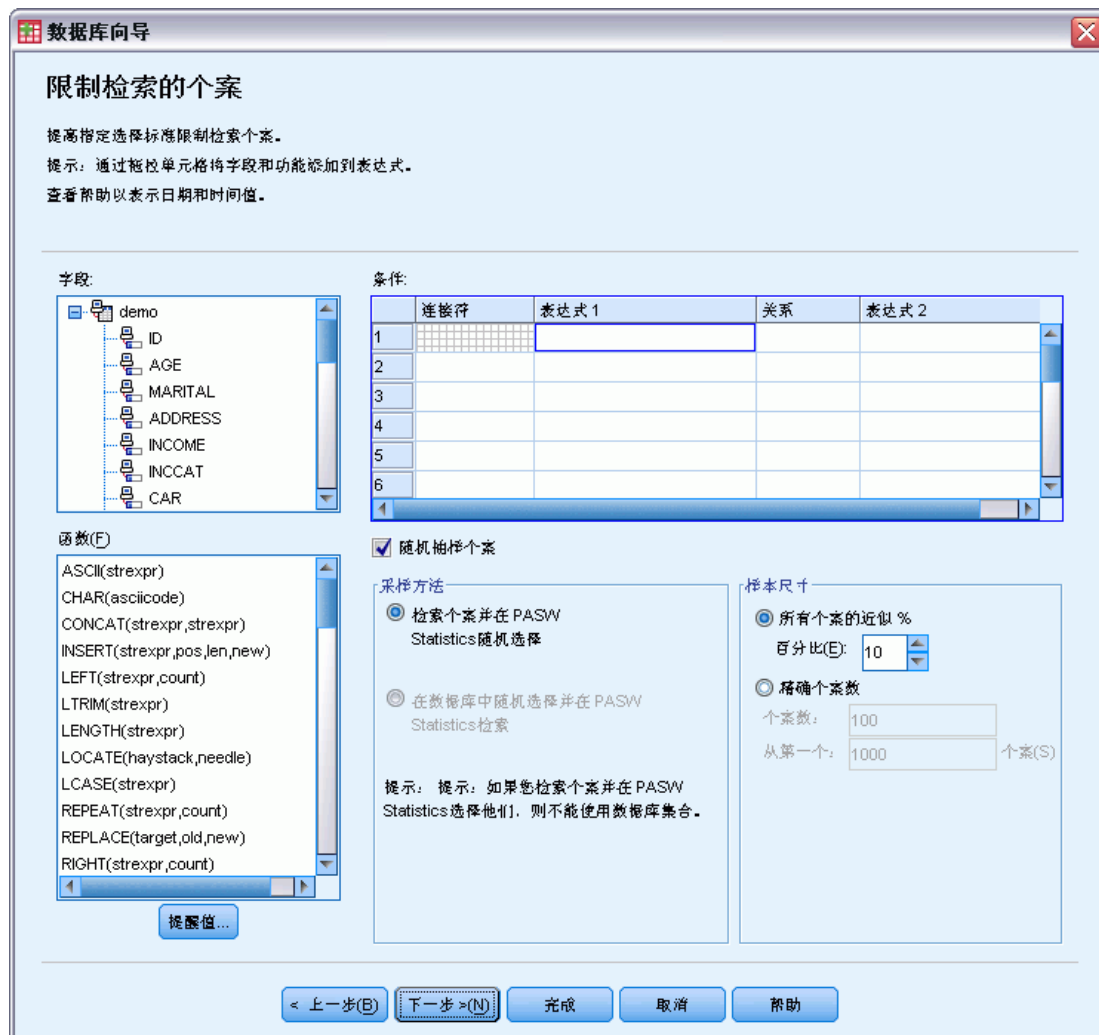 数据库向导
限制检索的个案
提高指定选择标准限制检索个案。
提示：通过拖拉单元格将字段和功能添加到表达式。
查看帮助以表示日期和时间值。
字段:
demo
ID
AGE
MARITAL
ADDRESS
INCOME
INCCAT
CAR
条件:
连接符 表达式 1 关系 表达式 2
1
2
3
4
5
6
函数(F)
ASCII(strexpr)
CHAR(asciicode)
CONCAT(strexpr,strexpr)
INSERT(strexpr,pos,len,new)
LEFT(strexpr,count)
LTRIM(strexpr)
LENGTH(strexpr)
LOCATE(haystack,needle)
LCASE(strexpr)
REPEAT(strexpr,count)
REPLACE(target,old,new)
RIGHT(strexpr,count)
提醒值...
随机抽样个案
采样方法
检索个案并在 PASW
Statistics随机选择
在数据库中随机选择并在 PASW
Statistics检索
提示： 提示：如果您检索个案并在 PASW
Statistics选择他们，则不能使用数据库集合。
样本尺寸
所有个案的近似 %
百分比(E): 10
精确个案数
个案数： 100
从第一个： 1000 个案(S)
< 上一步(B) 下一步 >(N) 完成 取消 帮助